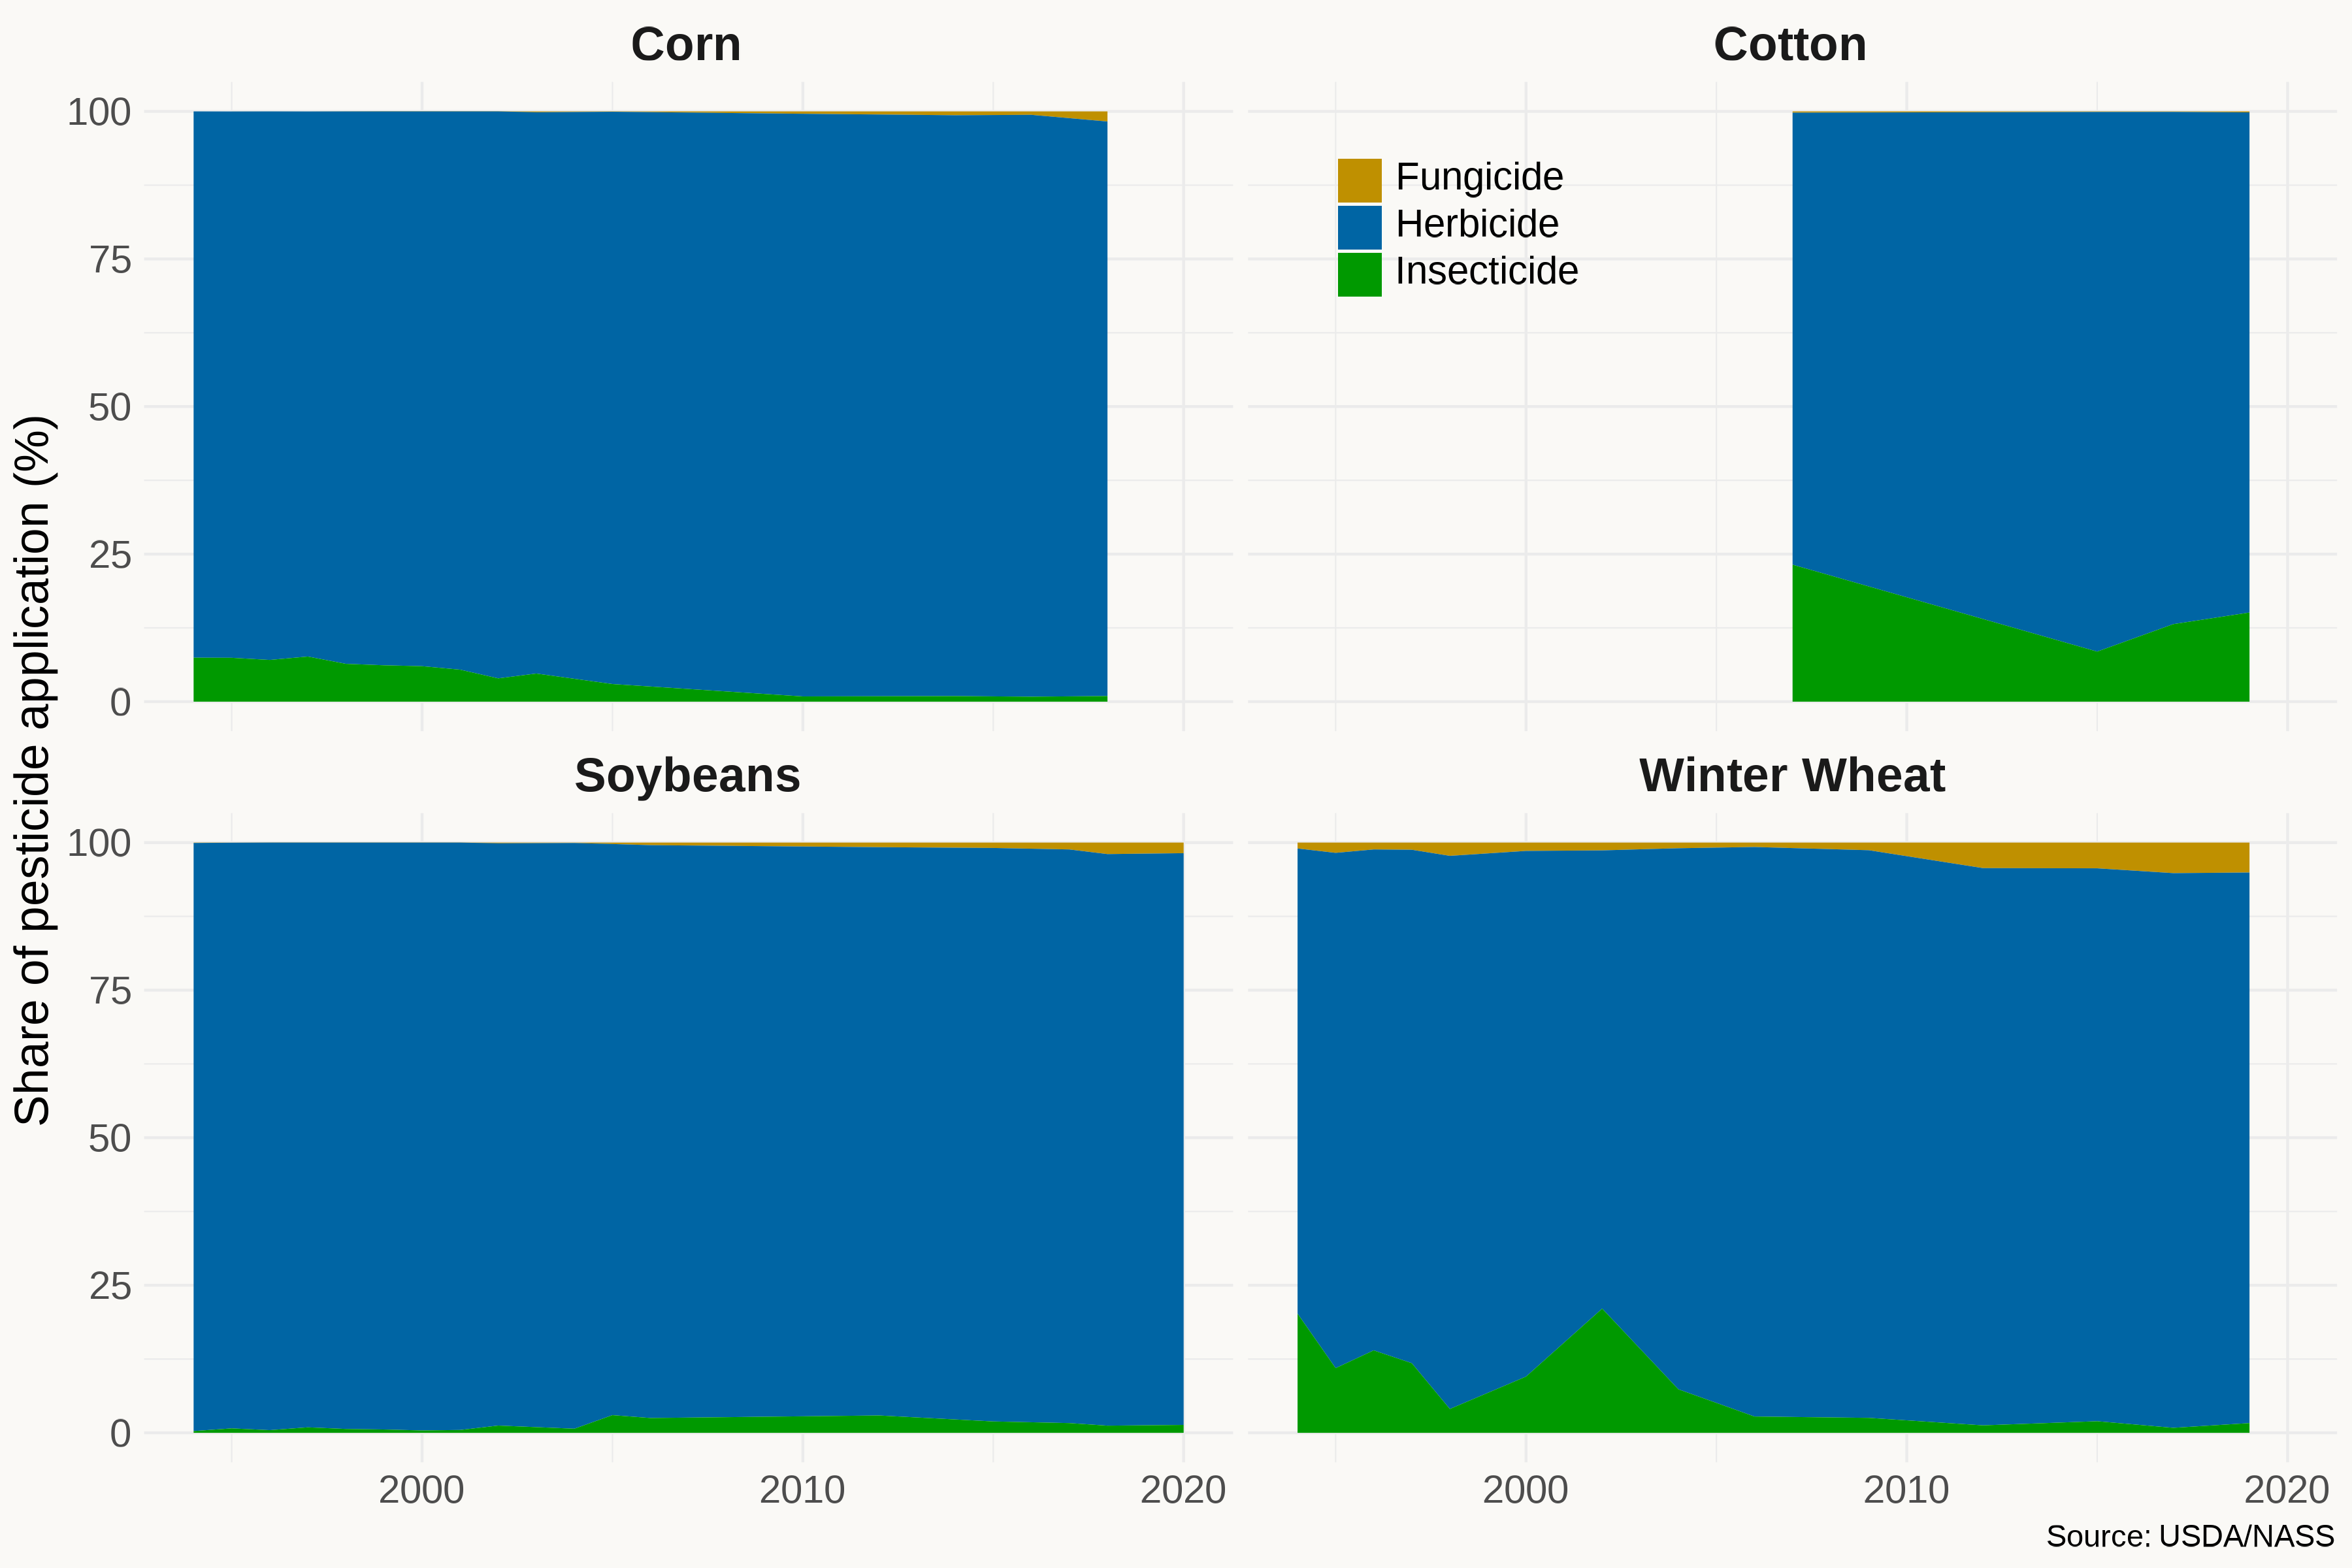 Corn
Cotton
100
75
50
25
0
Fungicide
Herbicide
Insecticide
Share of pesticide application (%)
Soybeans
Winter Wheat
100
75
50
25
0
2000
2010
2020
2000
2010
2020
Source: USDA/NASS